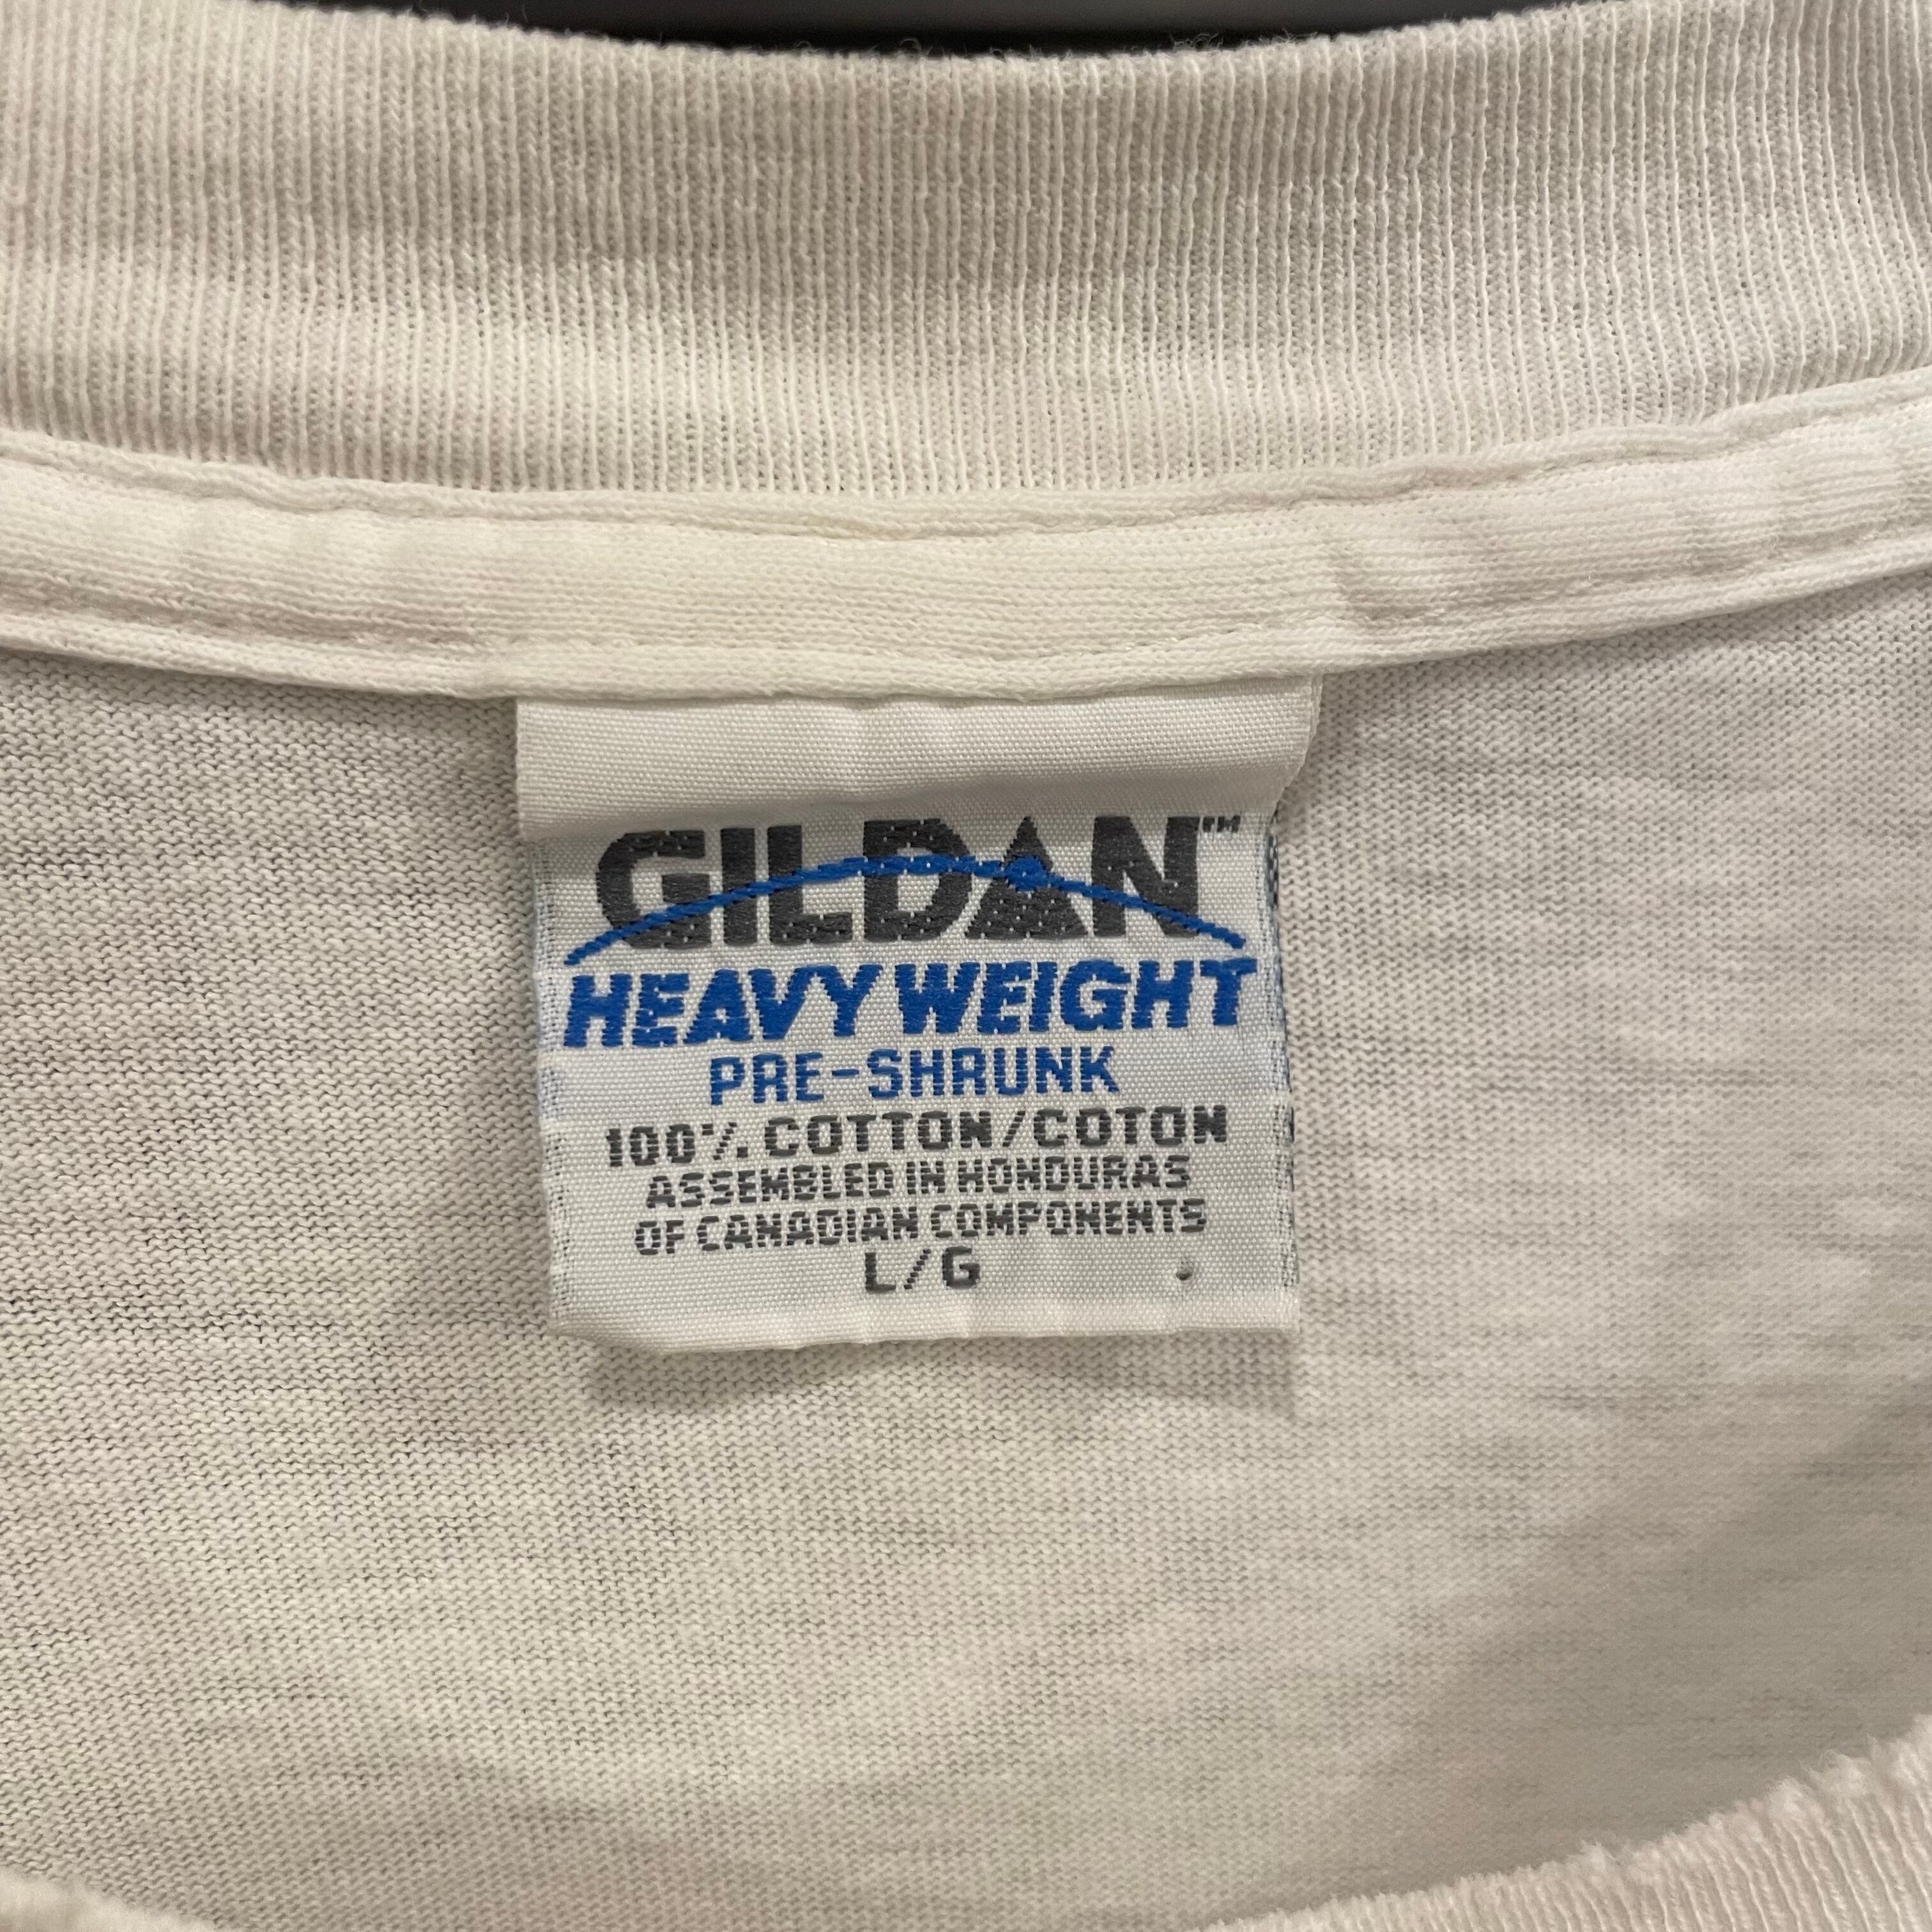 GILDAN™
HEAVY WEIGHT
PRE-SHRUNK
100% COTTON/COTON
ASSEMBLED IN HONDURAS
OF CANADIAN COMPONENTS
L/G